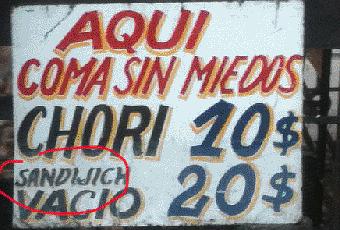 AQUI
COMA SIN MIEDOS
CHORI 10$
SANDWICH
VACIO 20$